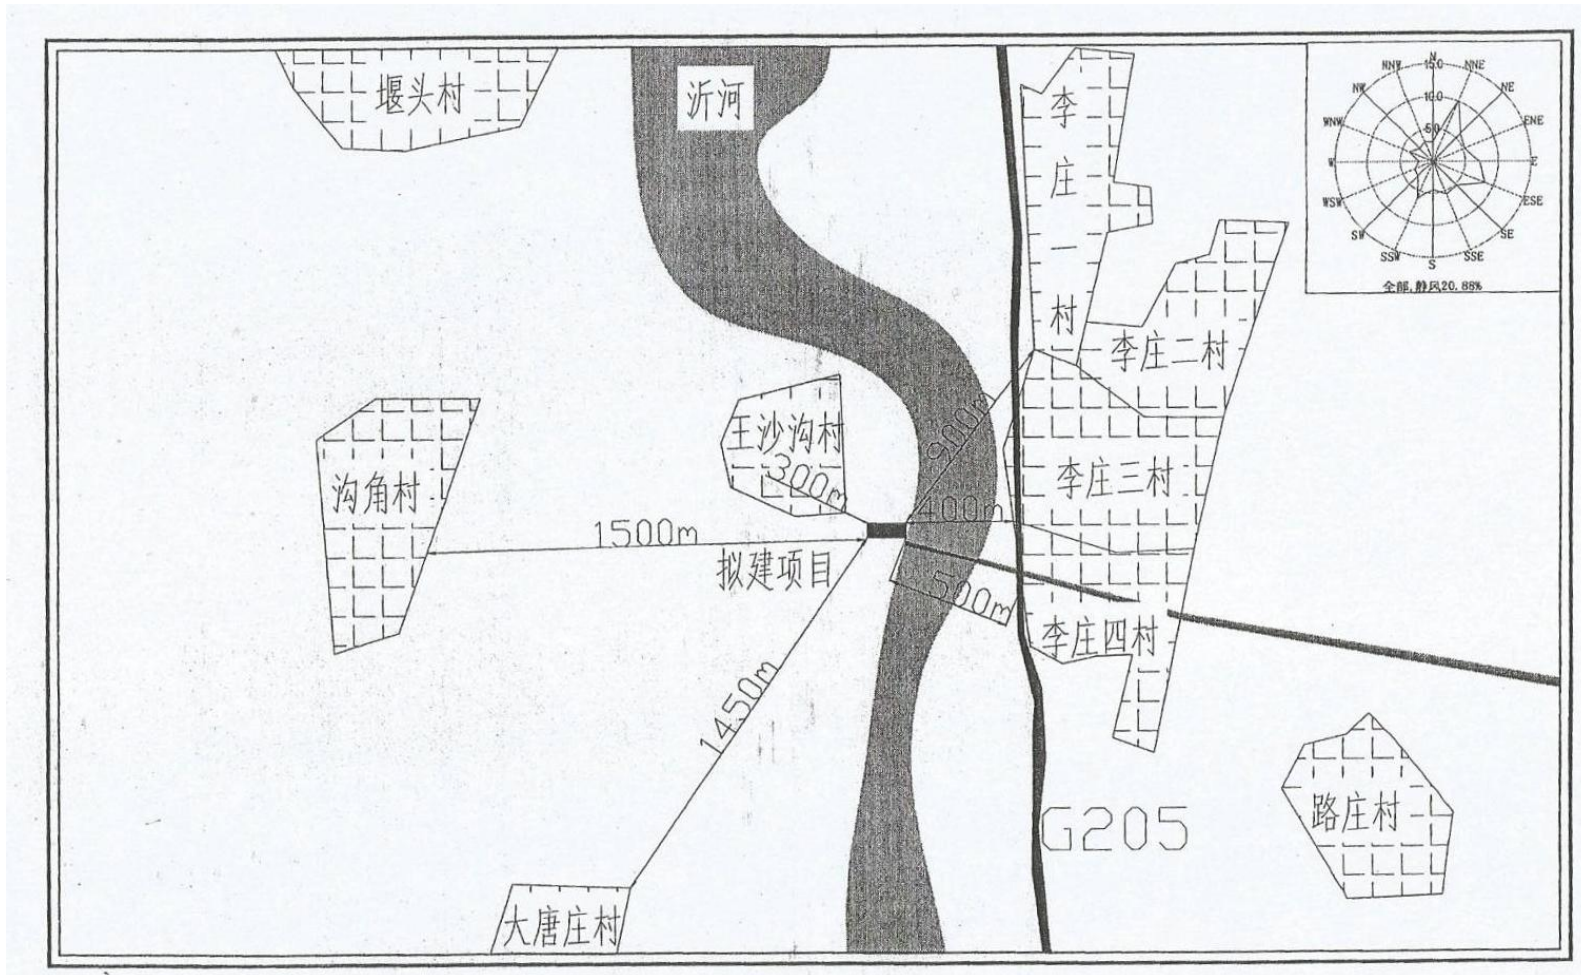 堰头村
沂河
李庄一村
李庄二村
李庄三村
李庄四村
王沙沟村
沟角村
拟建项目
大唐庄村
路庄村
G205
300m
1500m
1450m
900m
400m
500m
N
NNE
NE
ENE
E
ESE
SE
SSE
S
SSW
SW
WSW
W
WNW
NW
NNW
15.0
10.0
5.0
全部,静风20.88%